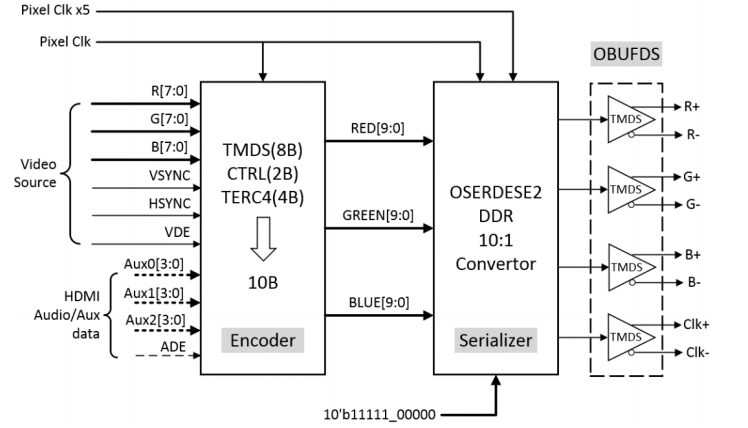 Pixel Clk x5
Pixel Clk
OBUFDS
R[7:0]
G[7:0]
B[7:0]
VSYNC
HSYNC
VDE
Video
Source
Aux0[3:0]
Aux1[3:0]
Aux2[3:0]
ADE
HDMI
Audio/Aux
data
TMDS(8B)
CTRL(2B)
TERC4(4B)
10B
Encoder
RED[9:0]
GREEN[9:0]
BLUE[9:0]
OSERDESE2
DDR
10:1
Convertor
Serializer
10'b11111_00000
TMDS
R+
R-
TMDS
G+
G-
TMDS
B+
B-
TMDS
Clk+
Clk-